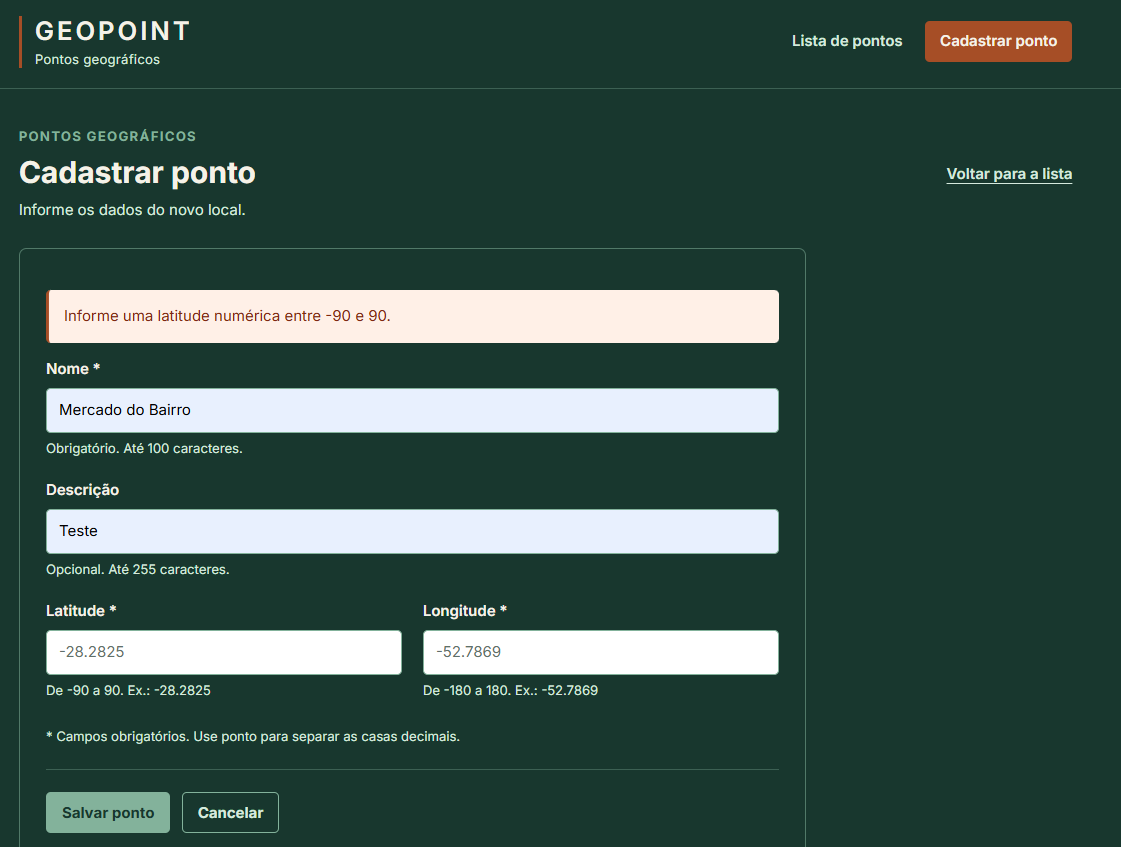 GEOPOINT
Pontos geográficos
Lista de pontos
Cadastrar ponto
PONTOS GEOGRÁFICOS
Cadastrar ponto
Voltar para a lista
Informe os dados do novo local.
Informe uma latitude numérica entre -90 e 90.
Nome *
Mercado do Bairro
Obrigatório. Até 100 caracteres.
Descrição
Teste
Opcional. Até 255 caracteres.
Latitude *
Longitude *
-28.2825
-52.7869
De -90 a 90. Ex.: -28.2825
De -180 a 180. Ex.: -52.7869
* Campos obrigatórios. Use ponto para separar as casas decimais.
Salvar ponto
Cancelar